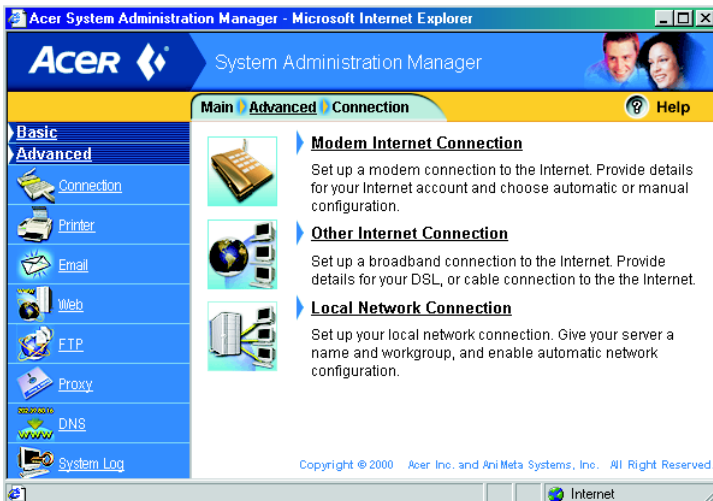 Acer System Administration Manager - Microsoft Internet Explorer
Acer
System Administration Manager
Main Advanced Connection
Help
Basic
Advanced
Connection
Printer
Email
Web
FTP
Proxy
DNS
System Log
Modem Internet Connection
Set up a modem connection to the Internet. Provide details
for your Internet account and choose automatic or manual
configuration.
Other Internet Connection
Set up a broadband connection to the Internet. Provide
details for your DSL, or cable connection to the the Internet.
Local Network Connection
Set up your local network connection. Give your server a
name and workgroup, and enable automatic network
configuration.
Copyright © 2000 Acer Inc. and AniMeta Systems, Inc. All Right Reserved.
www
Internet